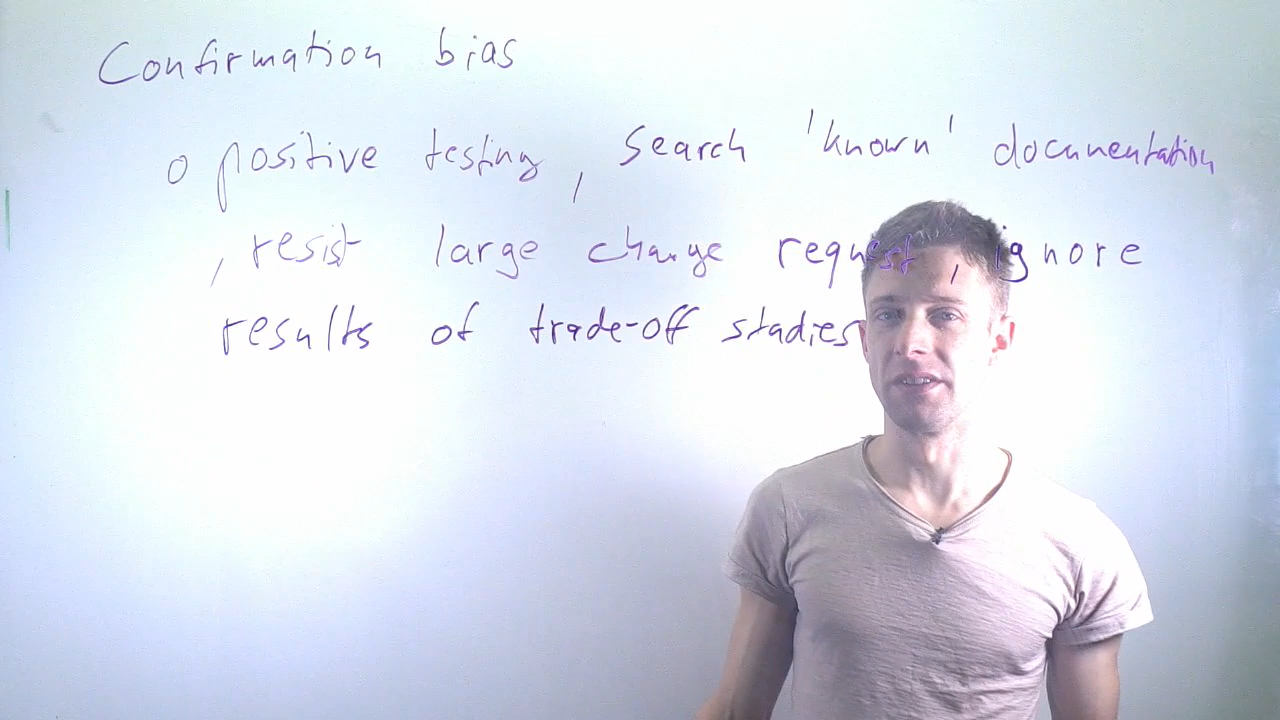 Confirmation bias
o positive testing, search 'known' documentation
, resist large change request, ignore
results of trade-off studies